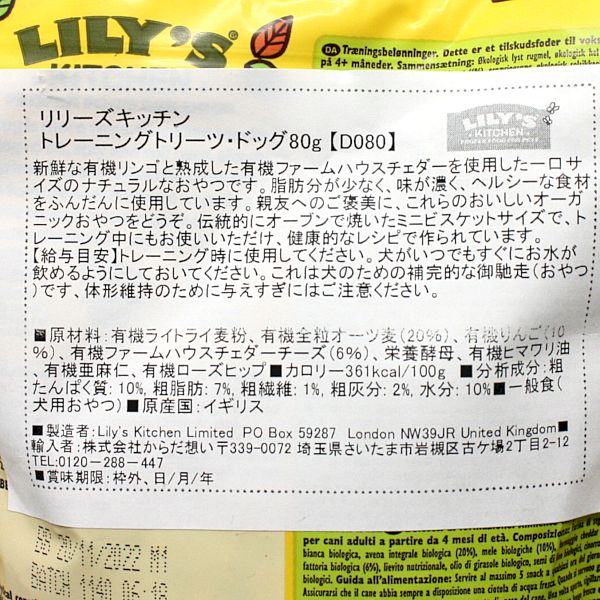 LILY'S
KITCHEN
DA Træningsbelønninger. Dette er et tilskudsfoder til voks
på 4+ måneder. Sammensætning: Økologisk lyst rugmel, økologisk hel
リリーズキッチン
トレーニングトリーツ・ドッグ80g【D080】
LILY'S
KITCHEN
PROPER FOOD FOR PETS
新鮮な有機リンゴと熟成した有機ファームハウスチェダーを使用した一口サ
イズのナチュラルなおやつです。脂肪分が少なく、味が濃く、ヘルシーな食材
をふんだんに使用しています。親友へのご褒美に、これらのおいしいオーガ
ニックおやつをどうぞ。伝統的にオーブンで焼いたミニビスケットサイズで、ト
レーニング中にもお使いいただけ、健康的なレシピで作られています。
【給与目安】トレーニング時に使用してください。犬がいつでもすぐにお水が
飲めるようにしておいてください。これは犬のための補完的な御馳走(おやつ
)です、体形維持のために与えすぎにはご注意ください。
■原材料:有機ライトライ麦粉、有機全粒オーツ麦(20%)、有機りんご(10
%)、有機ファームハウスチェダーチーズ(6%)、栄養酵母、有機ヒマワリ油
、有機亜麻仁、有機ローズヒップ■カロリー361kcal/100g ■分析成分:粗
たんぱく質: 10%, 粗脂肪: 7%, 粗繊維: 1%, 粗灰分: 2%, 水分: 10%■一般食(
犬用おやつ)■原産国:イギリス
■製造者:Lily's Kitchen Limited PO Box 59287 London NW39JR United Kingdom■
輸入者:株式会社からだ想い〒339-0072 埼玉県さいたま市岩槻区古ケ場2丁目2-12
TEL:0120-288-447
■賞味期限:枠外、日/月/年
BB 20/11/2022 111
per cani adulti a partire da 4 mesi di età. Composizione:
bianca biologica, avena integrale biologica (20%), mele biologiche (10%),
fattoria biologica (6%), lievito nutrizionale, olio di girasole biologico, semi
biologici. Guida all'alimentazione: Servire al massimo 5 snack a
Assicurarsi che il cane abbia sempre a disposizione una ciotola di acqua fresca.